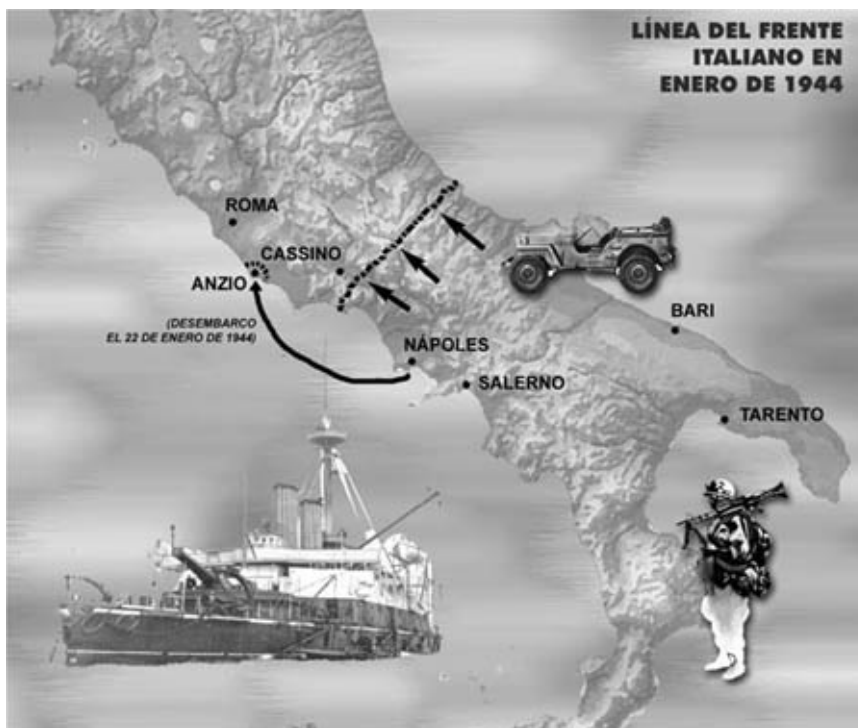 LÍNEA DEL FRENTE
ITALIANO EN
ENERO DE 1944
ROMA
CASSINO
ANZIO
(DESEMBARCO
EL 22 DE ENERO DE 1944)
NÁPOLES
SALERNO
BARI
TARENTO